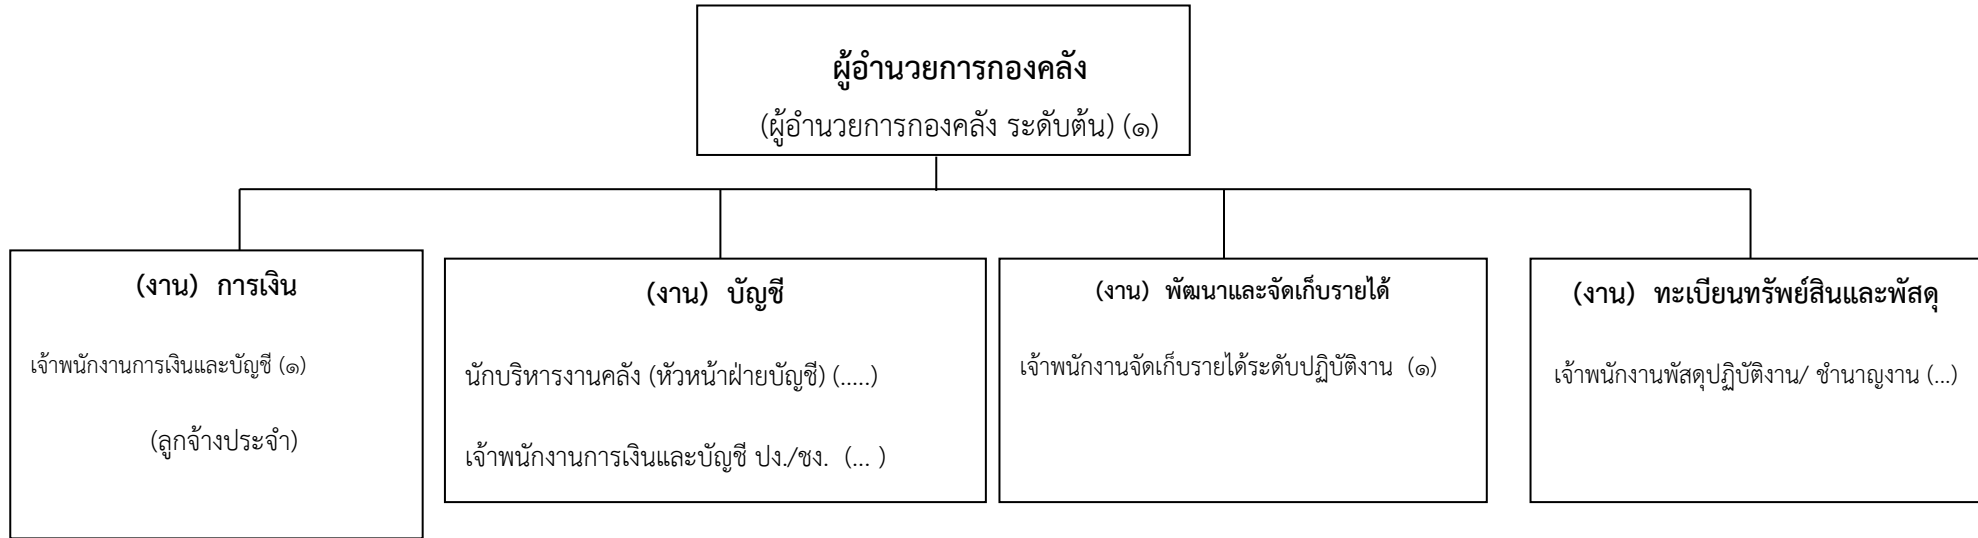 ผู้อำนวยการกองคลัง
(ผู้อำนวยการกองคลัง ระดับต้น) (๑)
(งาน) การเงิน
เจ้าพนักงานการเงินและบัญชี (๑)
(ลูกจ้างประจำ)
(งาน) บัญชี
นักบริหารงานคลัง (หัวหน้าฝ่ายบัญชี) (.....)
เจ้าพนักงานการเงินและบัญชี ปง./ชง. (... )
(งาน) พัฒนาและจัดเก็บรายได้
เจ้าพนักงานจัดเก็บรายได้ระดับปฏิบัติงาน (๑)
(งาน) ทะเบียนทรัพย์สินและพัสดุ
เจ้าพนักงานพัสดุปฏิบัติงาน/ ชำนาญงาน (...)